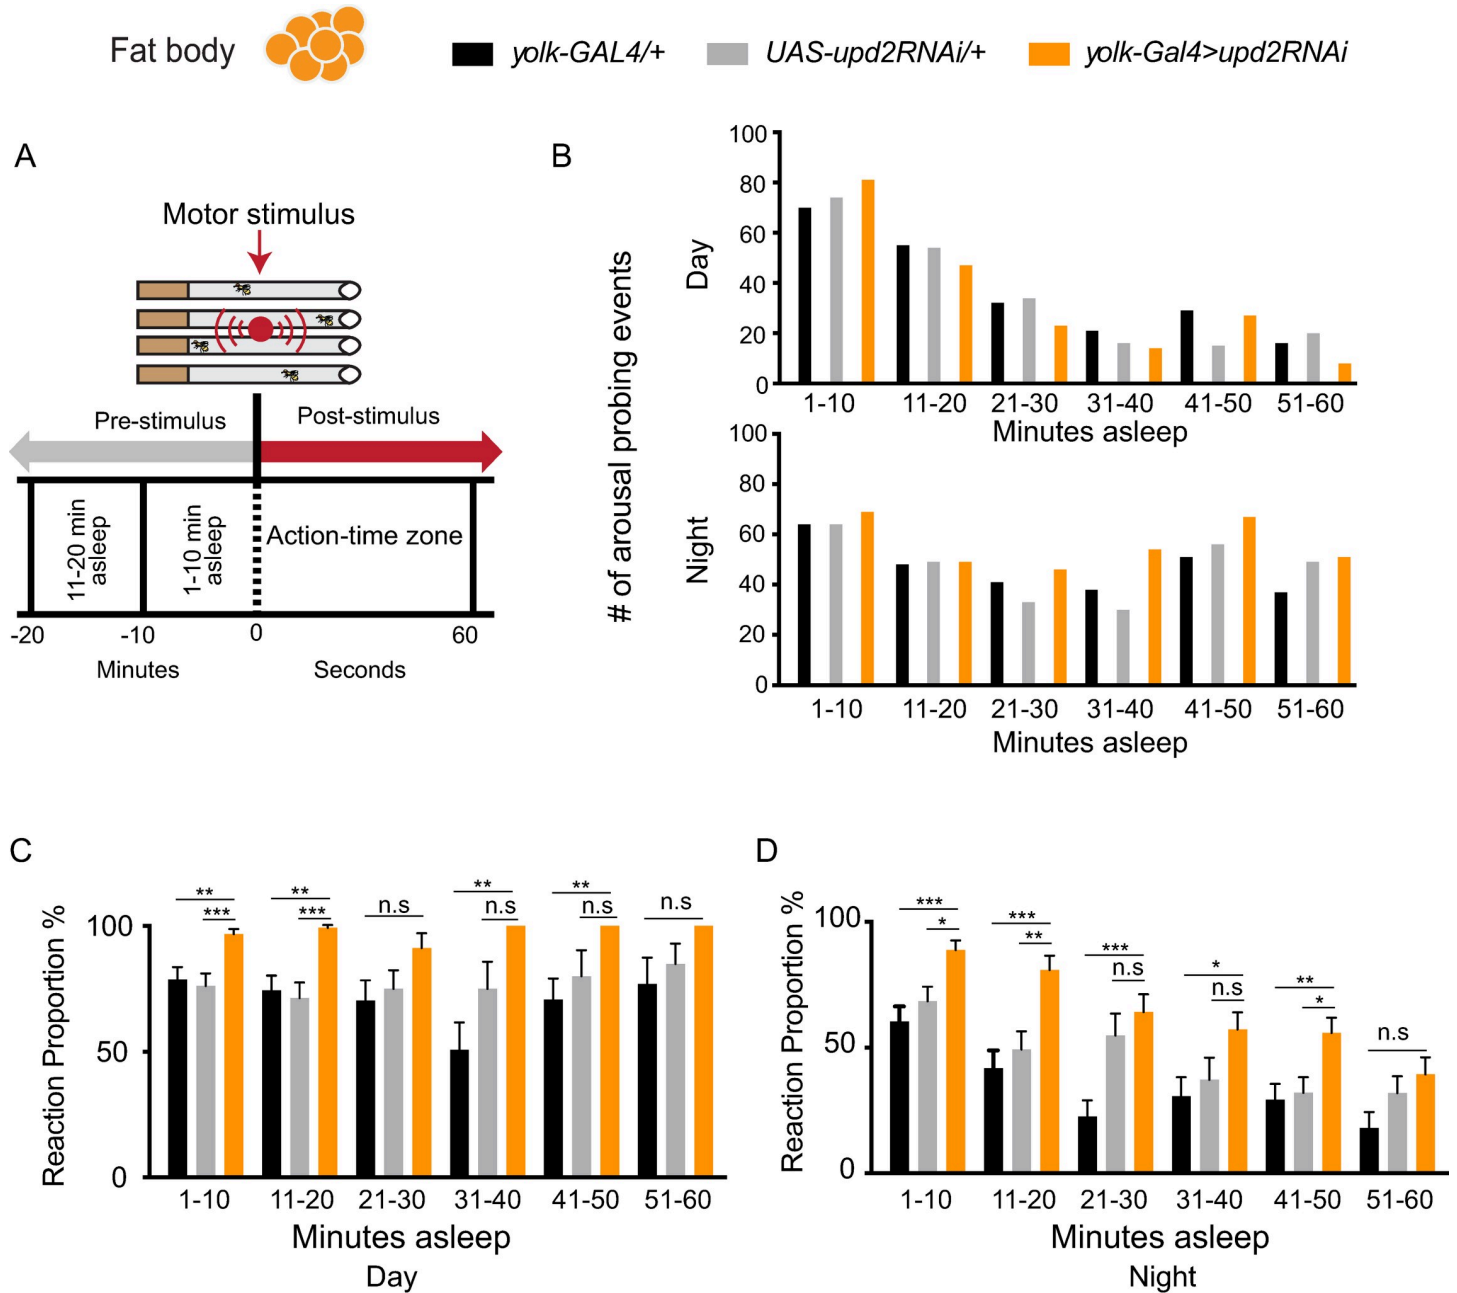 Fat body
yolk-GAL4/+
UAS-upd2RNAi/+
yolk-Gal4>upd2RNAi
A
Motor stimulus
Pre-stimulus
Post-stimulus
11-20 min
asleep
1-10 min
asleep
Action-time zone
-20
-10
0
60
Minutes
Seconds
B
# of arousal probing events
Day
100
80
60
40
20
0
1-10
11-20
21-30
31-40
41-50
51-60
Minutes asleep
Night
100
80
60
40
20
0
1-10
11-20
21-30
31-40
41-50
51-60
Minutes asleep
C
Reaction Proportion %
100
50
0
**
***
**
***
n.s
**
n.s
**
n.s
n.s
1-10
11-20
21-30
31-40
41-50
51-60
Minutes asleep
Day
D
Reaction Proportion %
100
50
0
***
*
***
**
***
n.s
*
n.s
**
*
n.s
1-10
11-20
21-30
31-40
41-50
51-60
Minutes asleep
Night